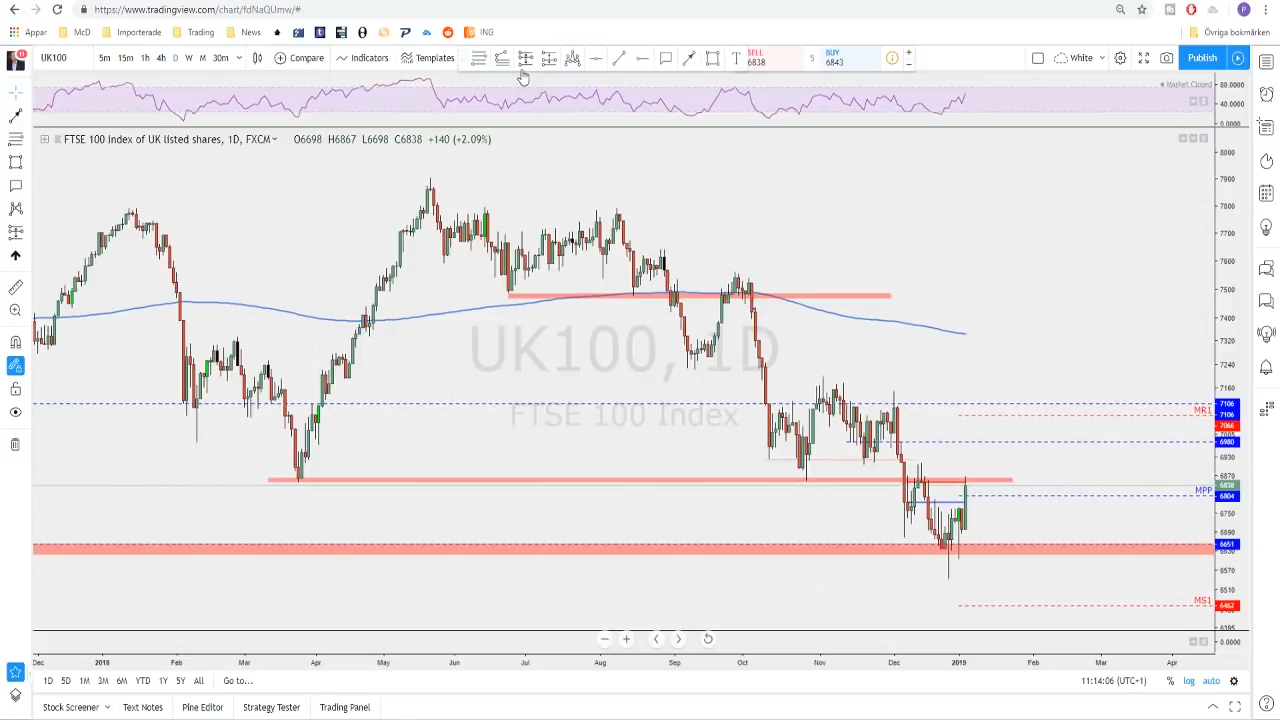 https://www.tradingview.com/chart/fdNaQUmw/#
Appar McD Importerade Trading News ING Övriga bokmärken
UK100 5m 15m 1h 4h D W 30m Compare Indicators Templates SELL 6838 5 BUY 6843 White Publish
11
Market Closed
80.0000
40.0000
0.0000
FTSE 100 Index of UK listed shares, 1D, FXCM O6698 H6867 L6698 C6838 +140 (+2.09%)
8000
7900
7800
7700
7600
7500
7400
7320
7240
7160
UK100, 1D
FTSE 100 Index
7106
MR1
7106
7066
7005
6980
6930
6870
6838
MPP
6804
6750
6690
6651
6630
6570
6510
MS1
6462
6395
0.0000
Dec 2018 Feb Mar Apr May Jun Jul Aug Sep Oct Nov Dec 2019 Feb Mar Apr
1D 5D 1M 3M 6M YTD 1Y 5Y All Go to... 11:14:06 (UTC+1) % log auto
Stock Screener Text Notes Pine Editor Strategy Tester Trading Panel